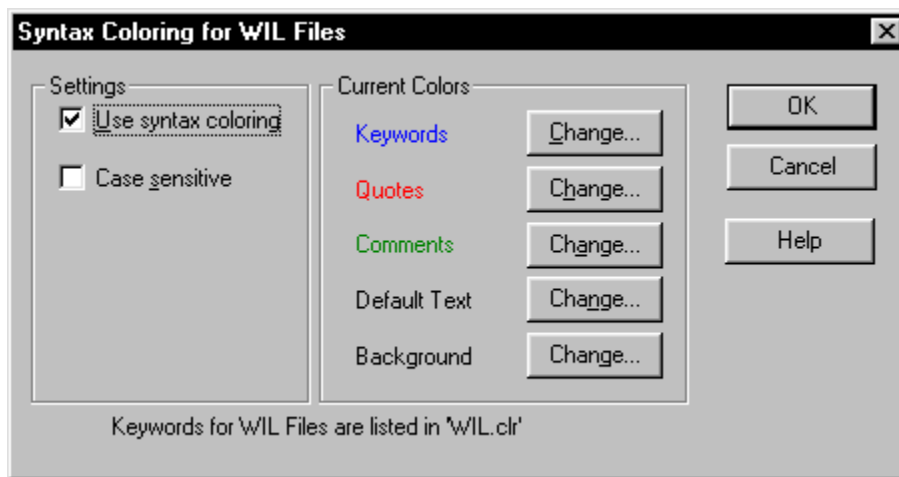 Syntax Coloring for WIL Files
Settings
Use syntax coloring
Case sensitive
Current Colors
Keywords Change...
Quotes Change...
Comments Change...
Default Text Change...
Background Change...
OK
Cancel
Help
Keywords for WIL Files are listed in 'WIL.clr'